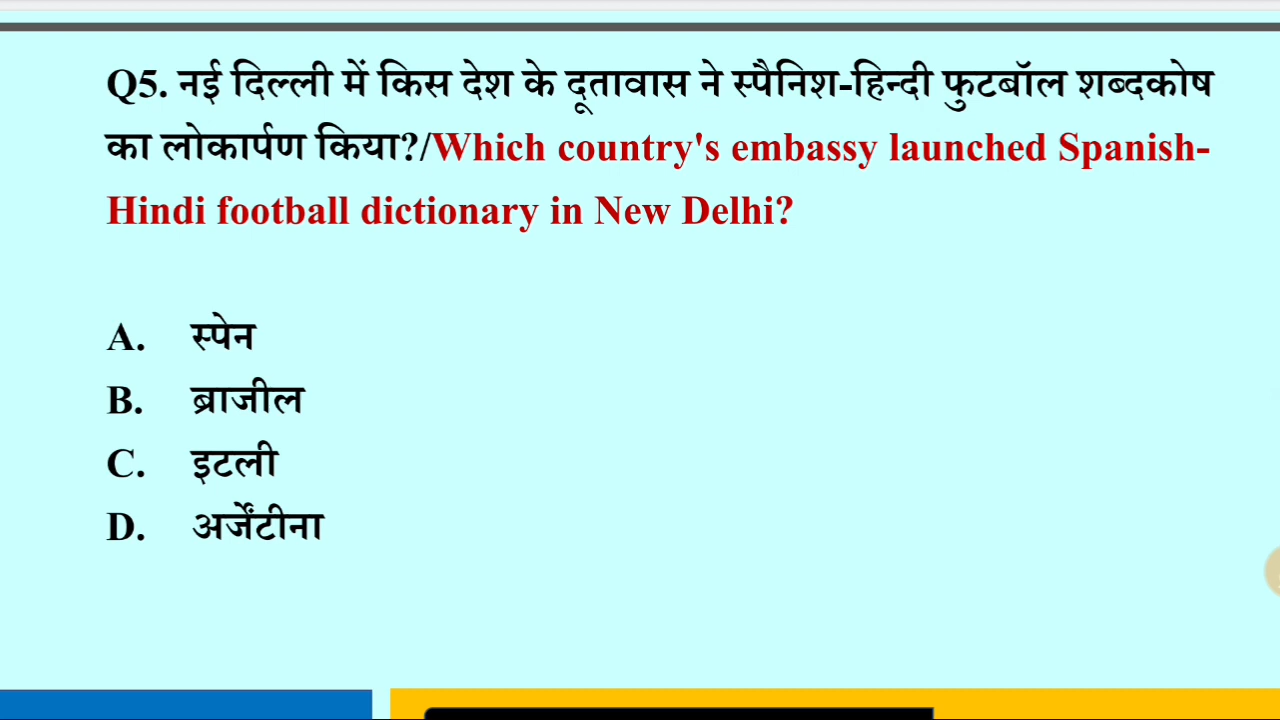 Q5. नई दिल्ली में किस देश के दूतावास ने स्पैनिश-हिन्दी फुटबॉल शब्दकोष
का लोकार्पण किया?/Which country's embassy launched Spanish-
Hindi football dictionary in New Delhi?
A. स्पेन
B. ब्राजील
C. इटली
D. अर्जेंटीना